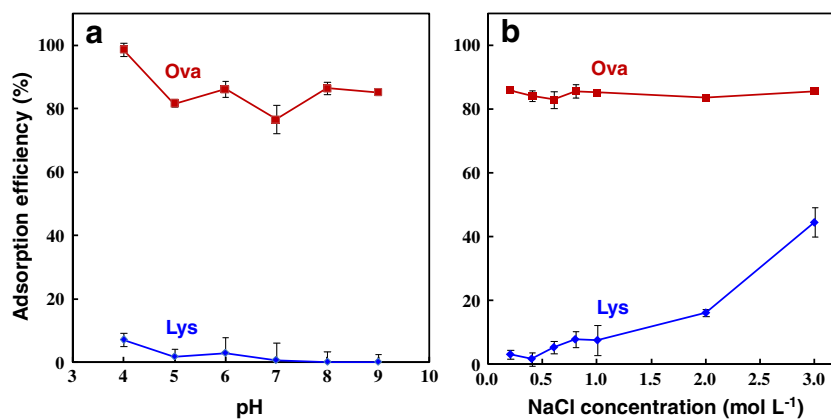 a
b
Adsorption efficiency (%)
100
80
60
40
20
0
Ova
Lys
3 4 5 6 7 8 9 10
pH
100
80
60
40
20
0
Ova
Lys
0.0 0.5 1.0 1.5 2.0 2.5 3.0
NaCl concentration (mol L-1)